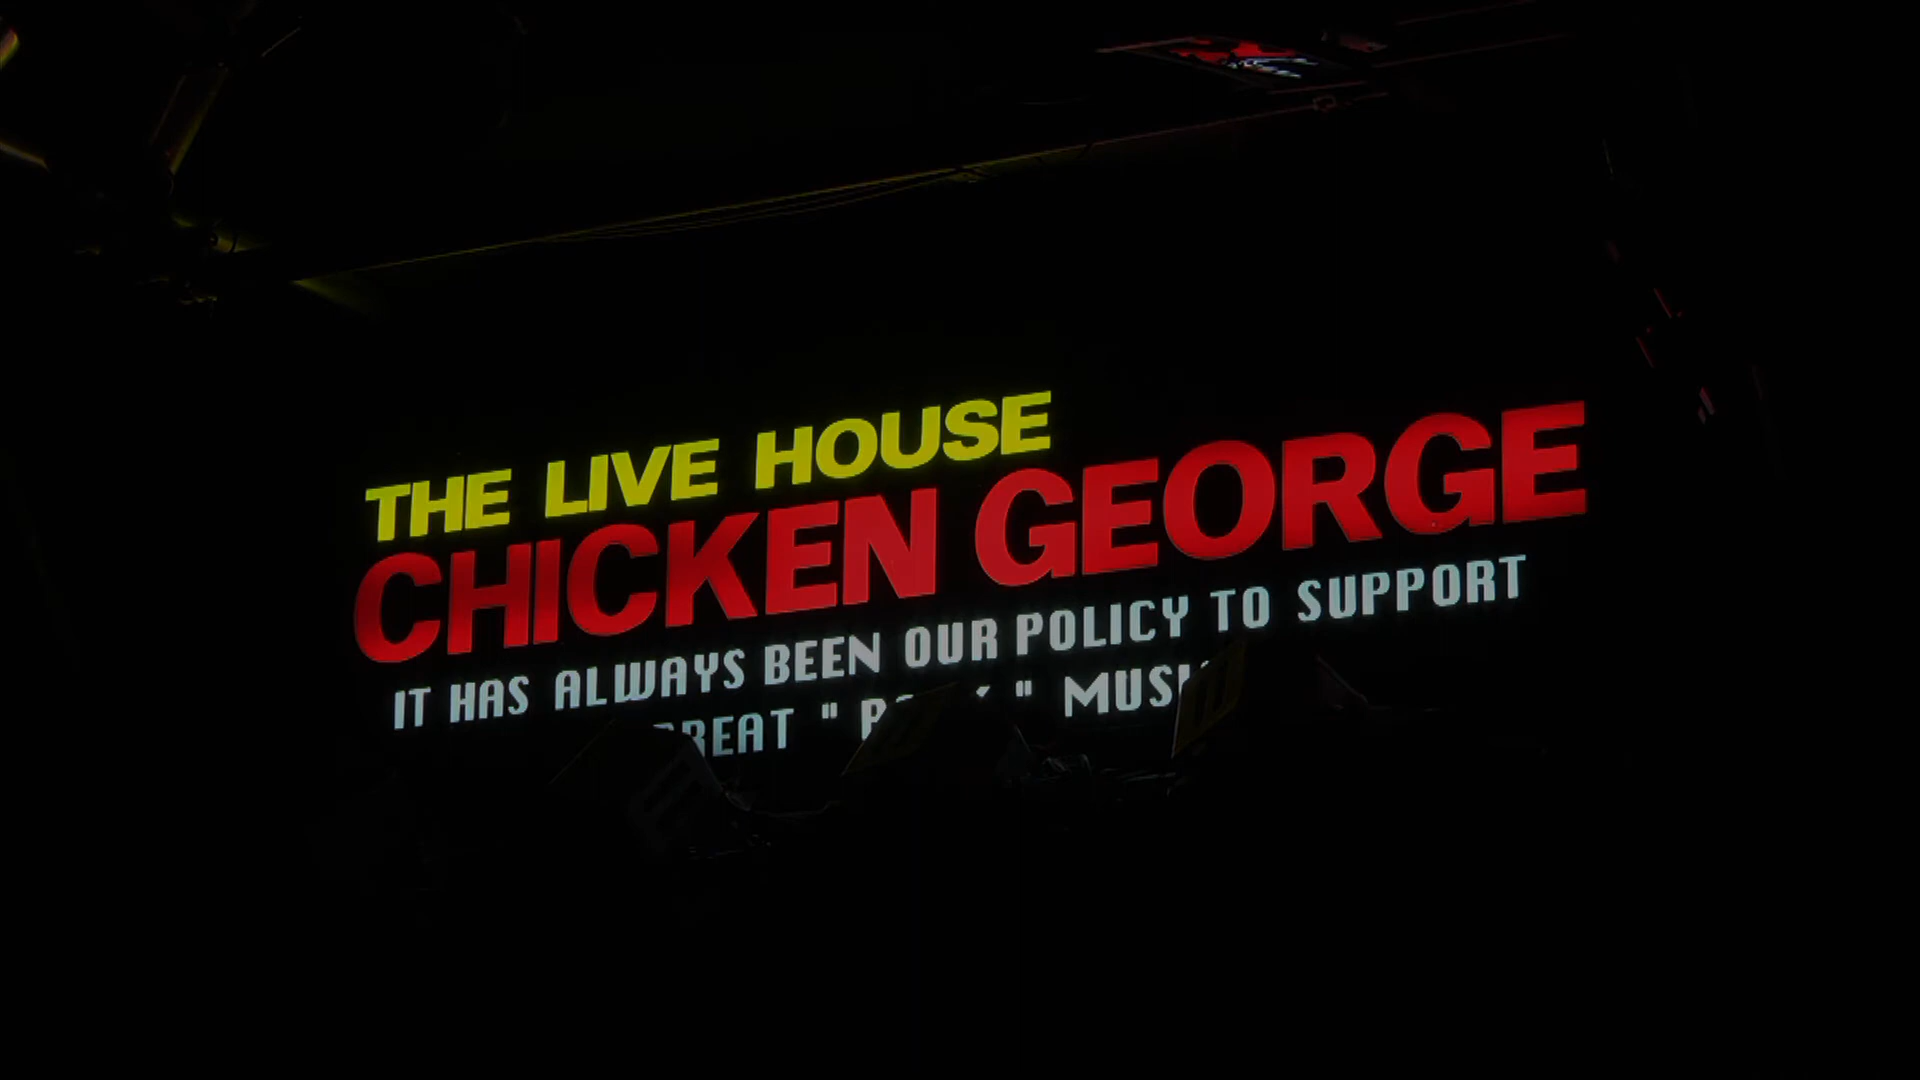 THE LIVE HOUSE
CHICKEN GEORGE
IT HAS ALWAYS BEEN OUR POLICY TO SUPPORT
" "